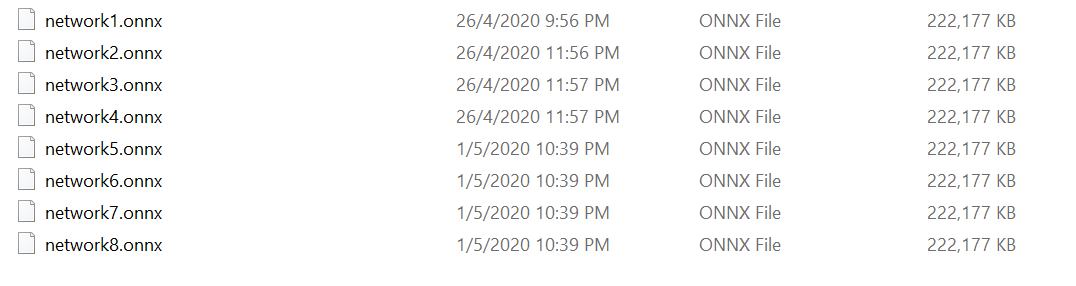 network1.onnx 26/4/2020 9:56 PM ONNX File 222,177 KB
network2.onnx 26/4/2020 11:56 PM ONNX File 222,177 KB
network3.onnx 26/4/2020 11:57 PM ONNX File 222,177 KB
network4.onnx 26/4/2020 11:57 PM ONNX File 222,177 KB
network5.onnx 1/5/2020 10:39 PM ONNX File 222,177 KB
network6.onnx 1/5/2020 10:39 PM ONNX File 222,177 KB
network7.onnx 1/5/2020 10:39 PM ONNX File 222,177 KB
network8.onnx 1/5/2020 10:39 PM ONNX File 222,177 KB